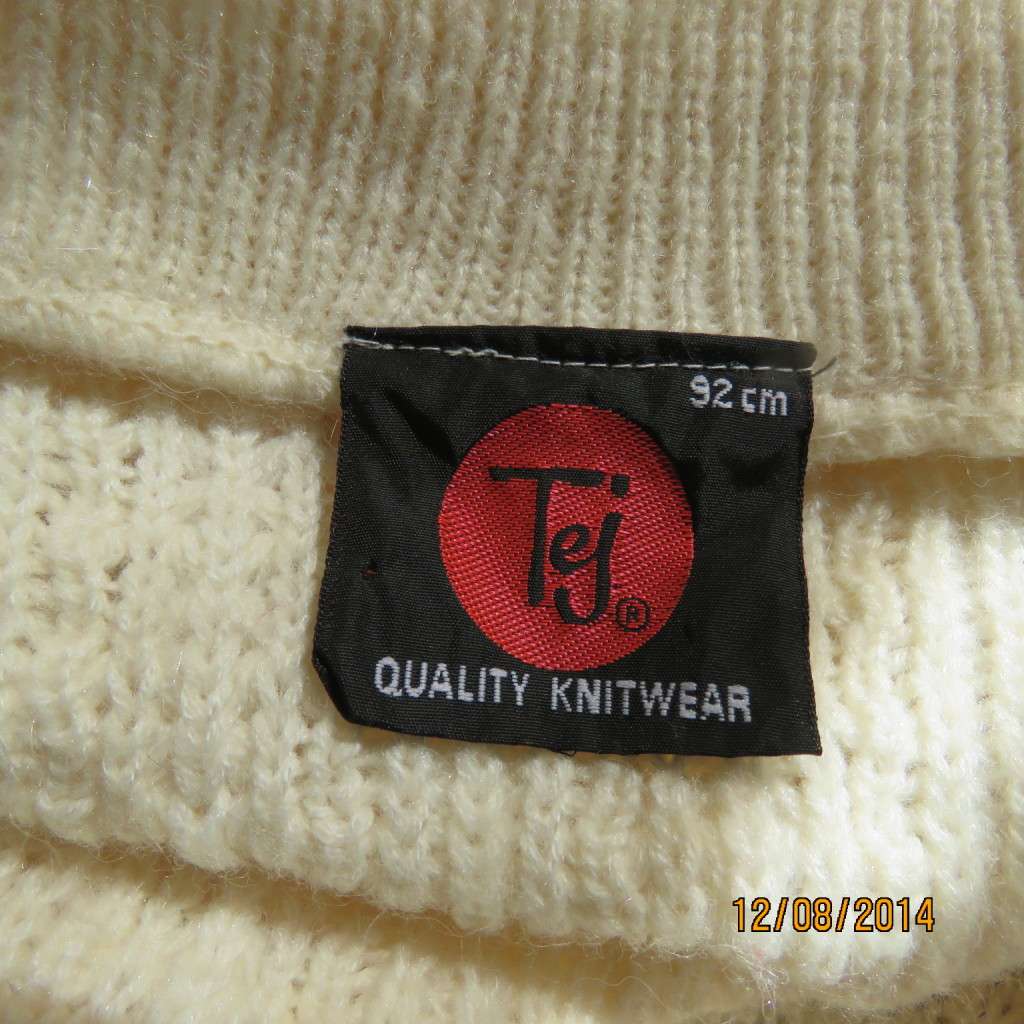 92 cm
Tej ®
QUALITY KNITWEAR
12/08/2014